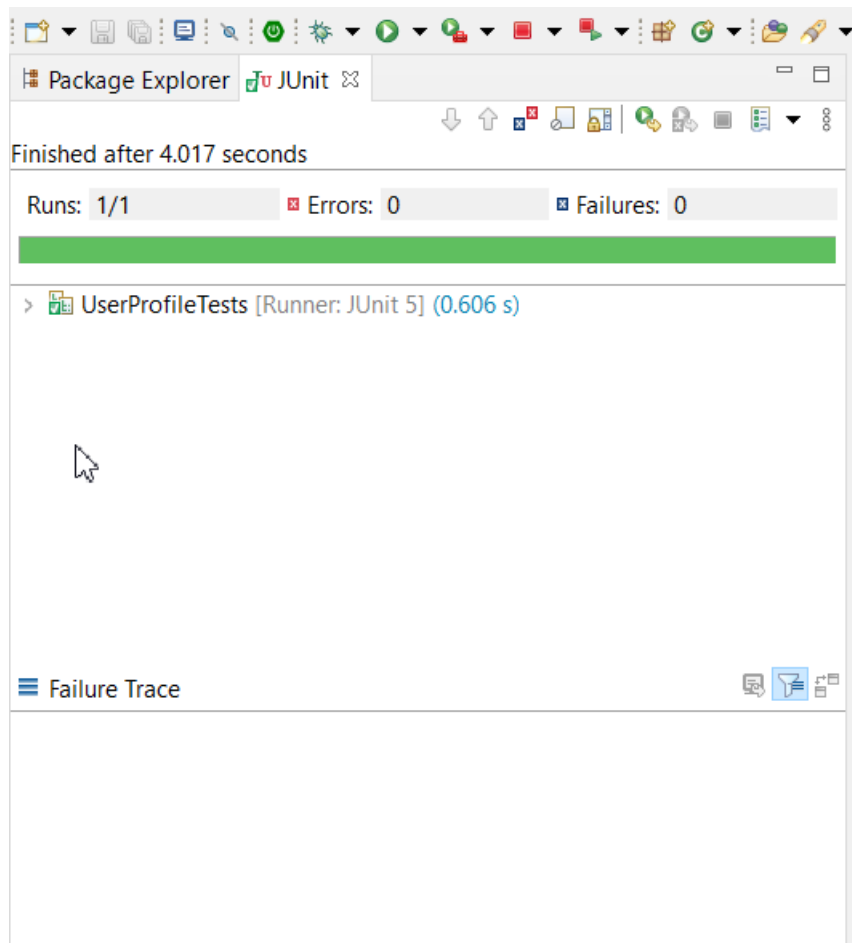 Package Explorer JUnit
Finished after 4.017 seconds
Runs: 1/1 Errors: 0 Failures: 0
UserProfileTests [Runner: JUnit 5] (0.606 s)
Failure Trace